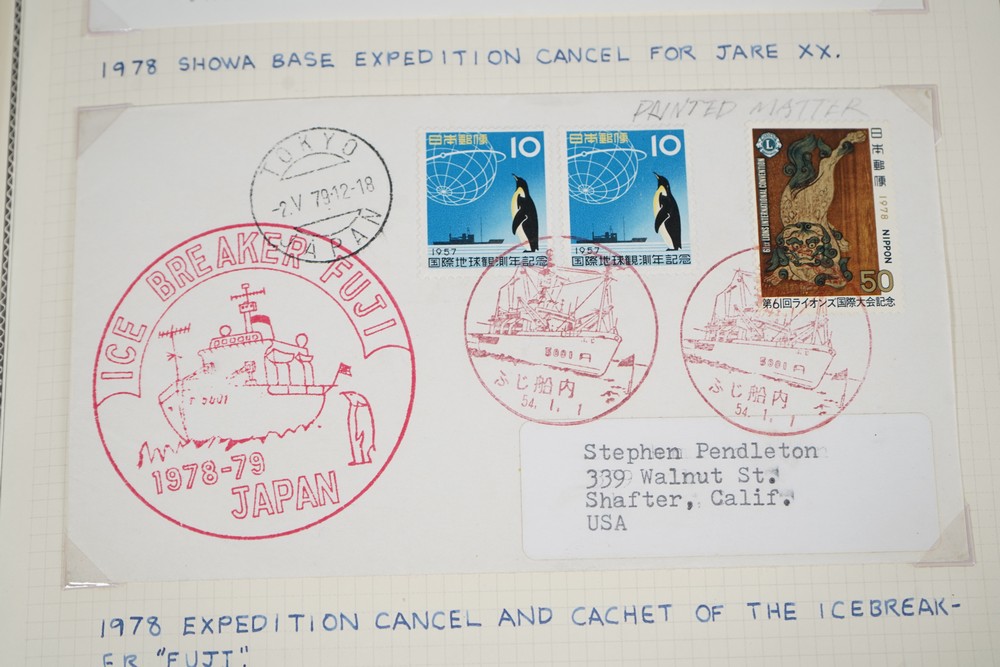 1978 SHOWA BASE EXPEDITION CANCEL FOR JARE XX.
PAINTED MATTER
TOKYO
-2.V 79.12-18
JAPAN
日本郵便 10
1957
国際地球観測年記念
日本郵便 10
1957
国際地球観測年記念
L
61st LIONS INTERNATIONAL CONVENTION
日本郵便 1978 NIPPON
50
第61回ライオンズ国際大会記念
ICE BREAKER FUJI
1978-79
JAPAN
5001
ふじ船内
54.1.1
5001
ふじ船内
54.1.1
Stephen Pendleton
339 Walnut St.
Shafter, Calif.
USA
1978 EXPEDITION CANCEL AND CACHET OF THE ICEBREAK-
ER "FUJI".